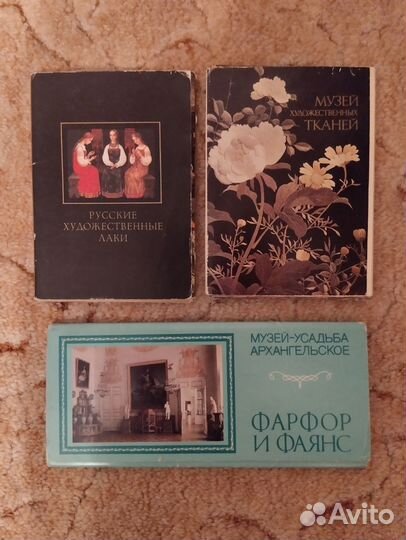 РУССКИЕ
ХУДОЖЕСТВЕННЫЕ
ЛАКИ
МУЗЕЙ
ХУДОЖЕСТВЕННЫХ
ТКАНЕЙ
МУЗЕЙ-УСАДЬБА
АРХАНГЕЛЬСКОЕ
ФАРФОР
И ФАЯНС
Avito